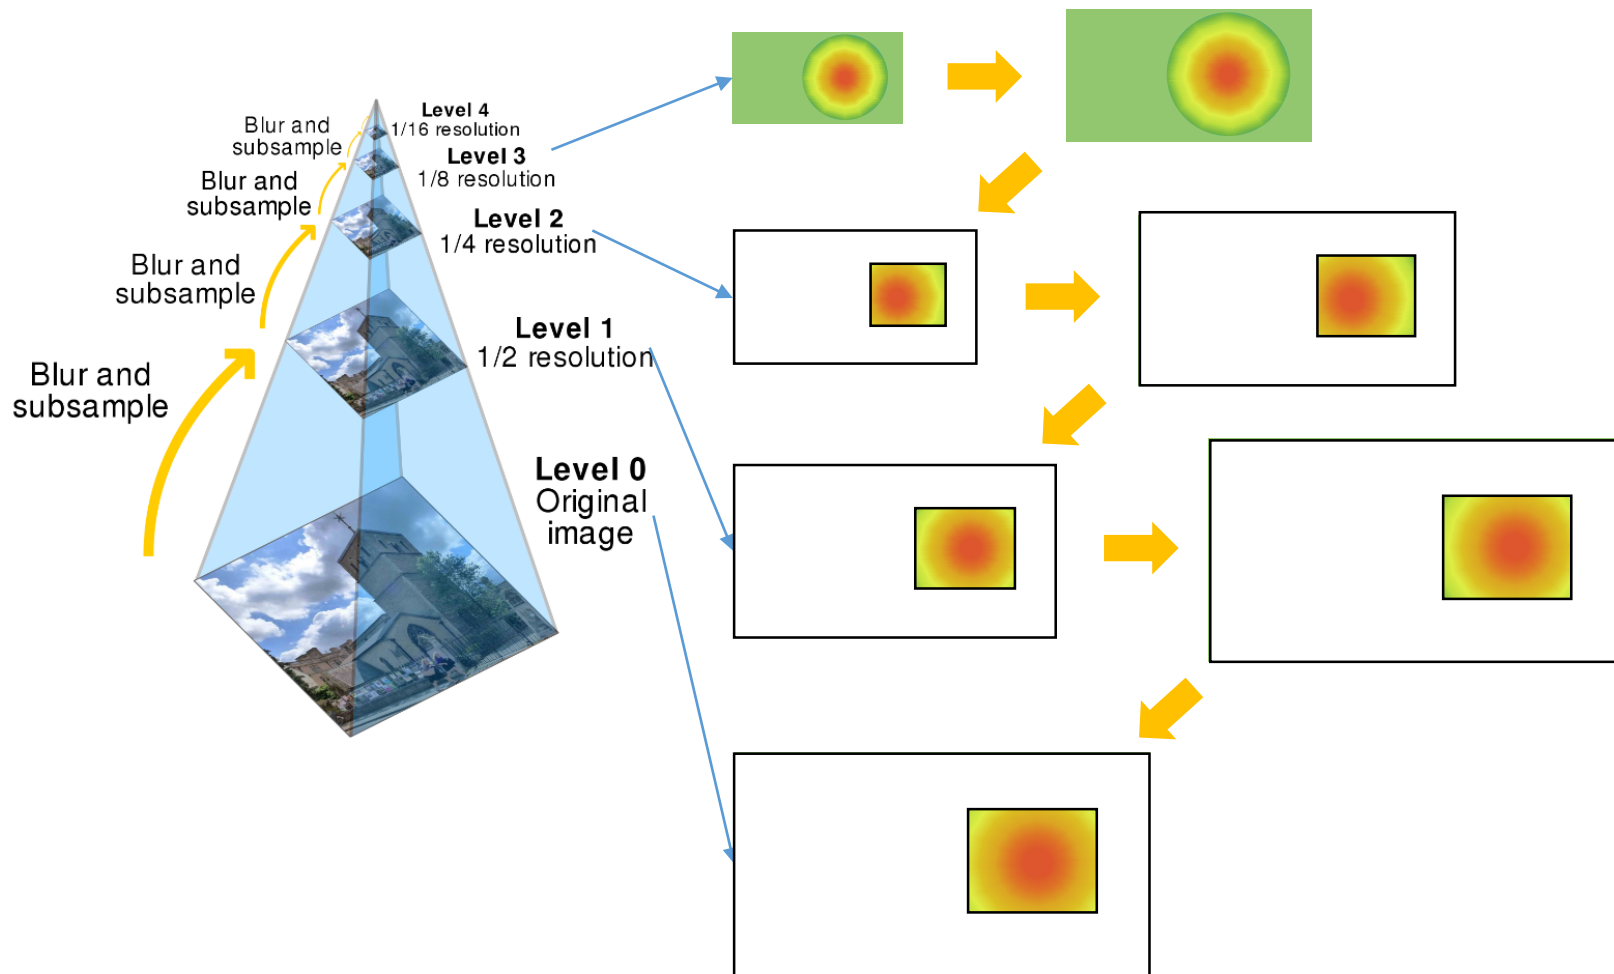 Level 4
1/16 resolution
Blur and
subsample
Level 3
1/8 resolution
Blur and
subsample
Level 2
1/4 resolution
Blur and
subsample
Level 1
1/2 resolution
Blur and
subsample
Level 0
Original
image